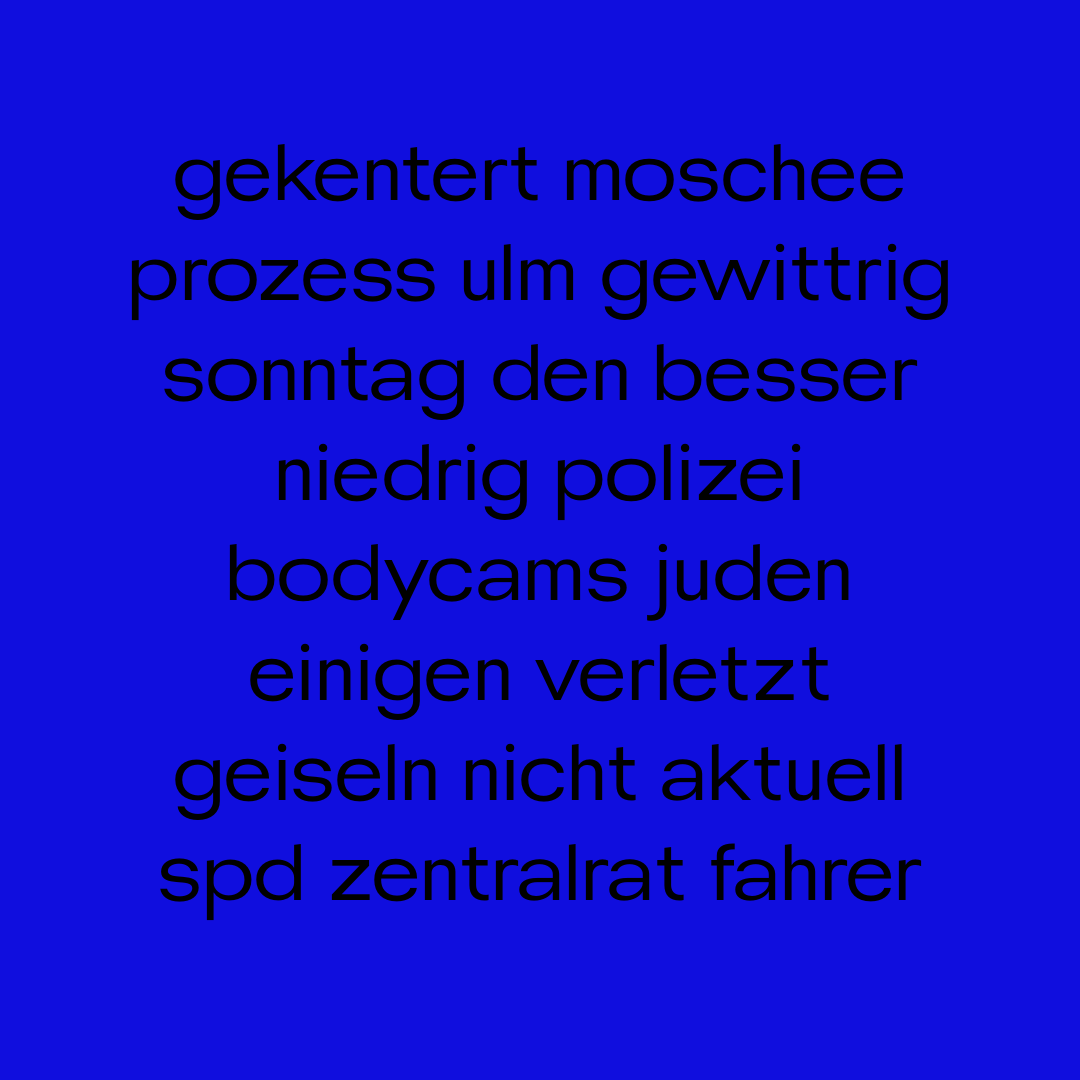 gekentert moschee
prozess ulm gewittrig
sonntag den besser
niedrig polizei
bodycams juden
einigen verletzt
geiseln nicht aktuell
spd zentralrat fahrer